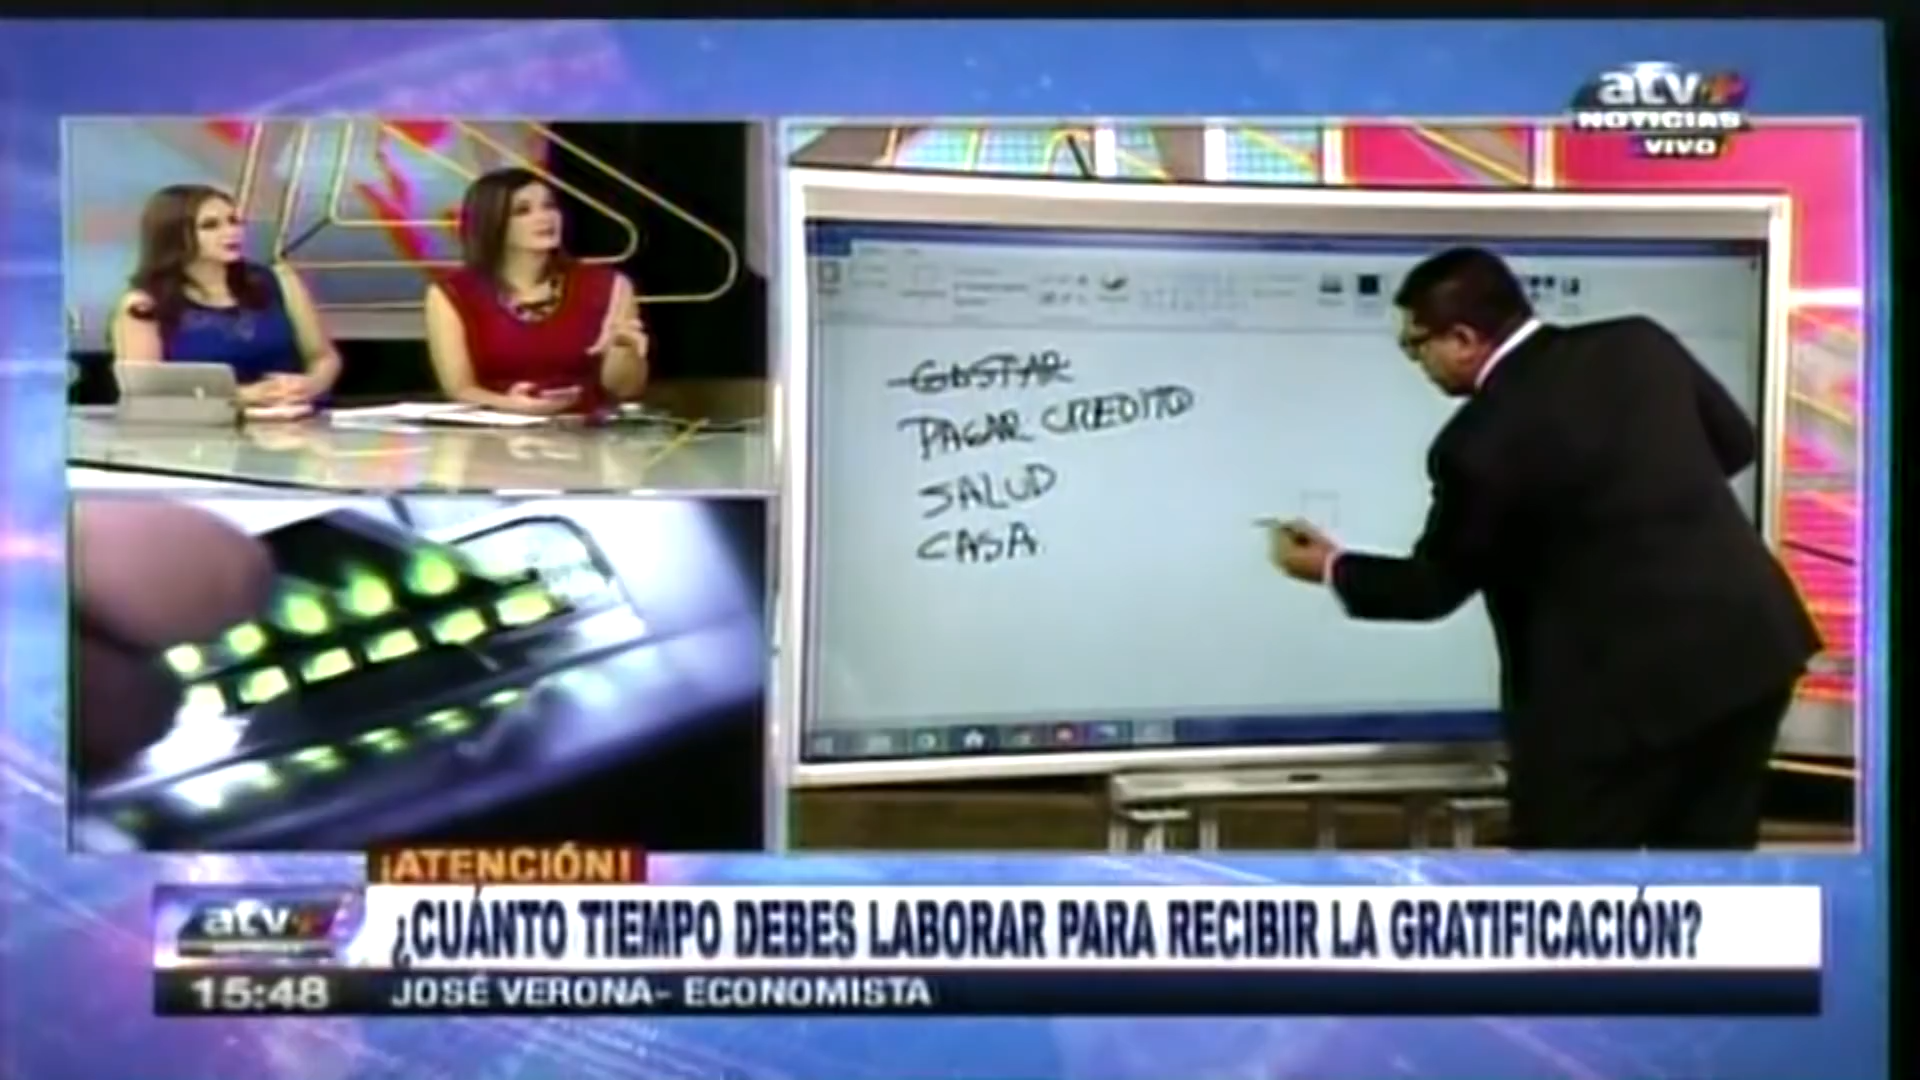 atv+
NOTICIAS
VIVO
GASTAR
PAGAR CREDITO
SALUD
CASA
¡ATENCIÓN!
atv+
¿CUÁNTO TIEMPO DEBES LABORAR PARA RECIBIR LA GRATIFICACIÓN?
15:48
JOSÉ VERONA- ECONOMISTA